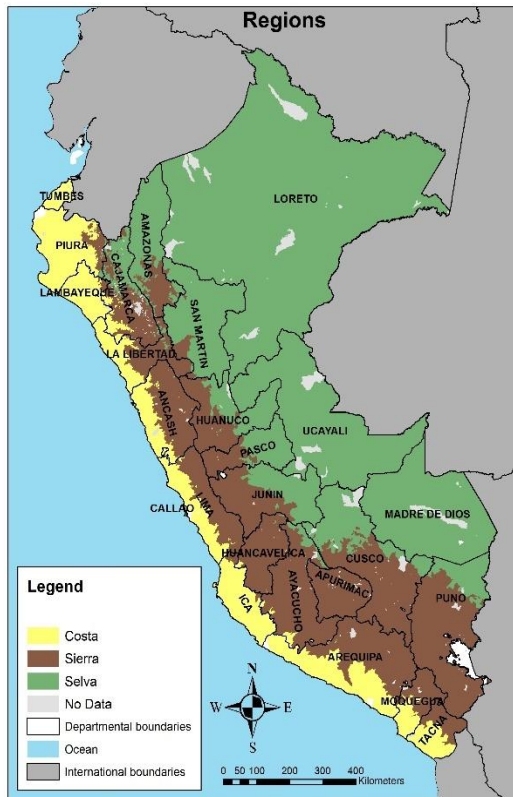 Regions
TUMBES
PIURA
LAMBAYEQUE
CAJAMARCA
AMAZONAS
LORETO
SAN MARTIN
LA LIBERTAD
ANCASH
HUANUCO
UCAYALI
PASCO
JUNIN
LIMA
CALLAO
MADRE DE DIOS
HUANCAVELICA
CUSCO
APURIMAC
AYACUCHO
ICA
PUNO
AREQUIPA
MOQUEGUA
TACNA
Legend
Costa
Sierra
Selva
No Data
Departmental boundaries
Ocean
International boundaries
N
W E
S
0 50 100 200 300 400
Kilometers